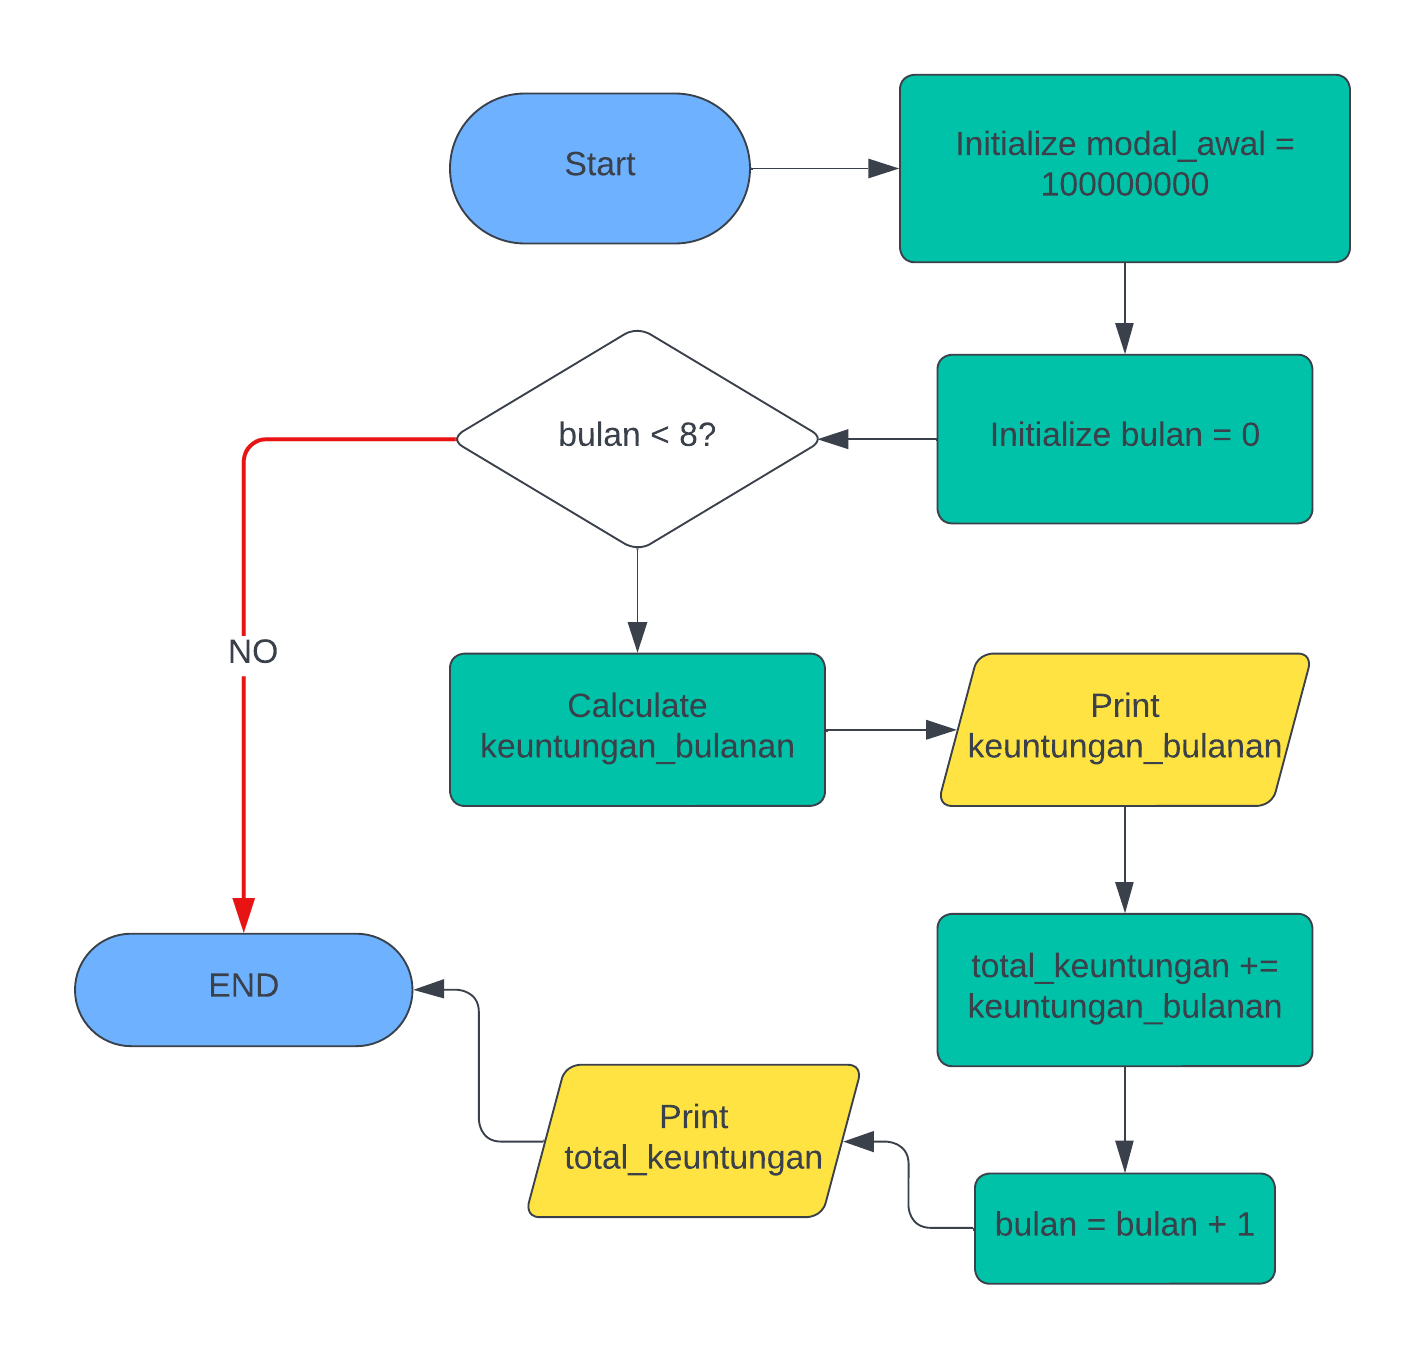 Start
Initialize modal_awal =
100000000
bulan < 8?
Initialize bulan = 0
NO
Calculate
keuntungan_bulanan
Print
keuntungan_bulanan
total_keuntungan +=
keuntungan_bulanan
END
Print
total_keuntungan
bulan = bulan + 1